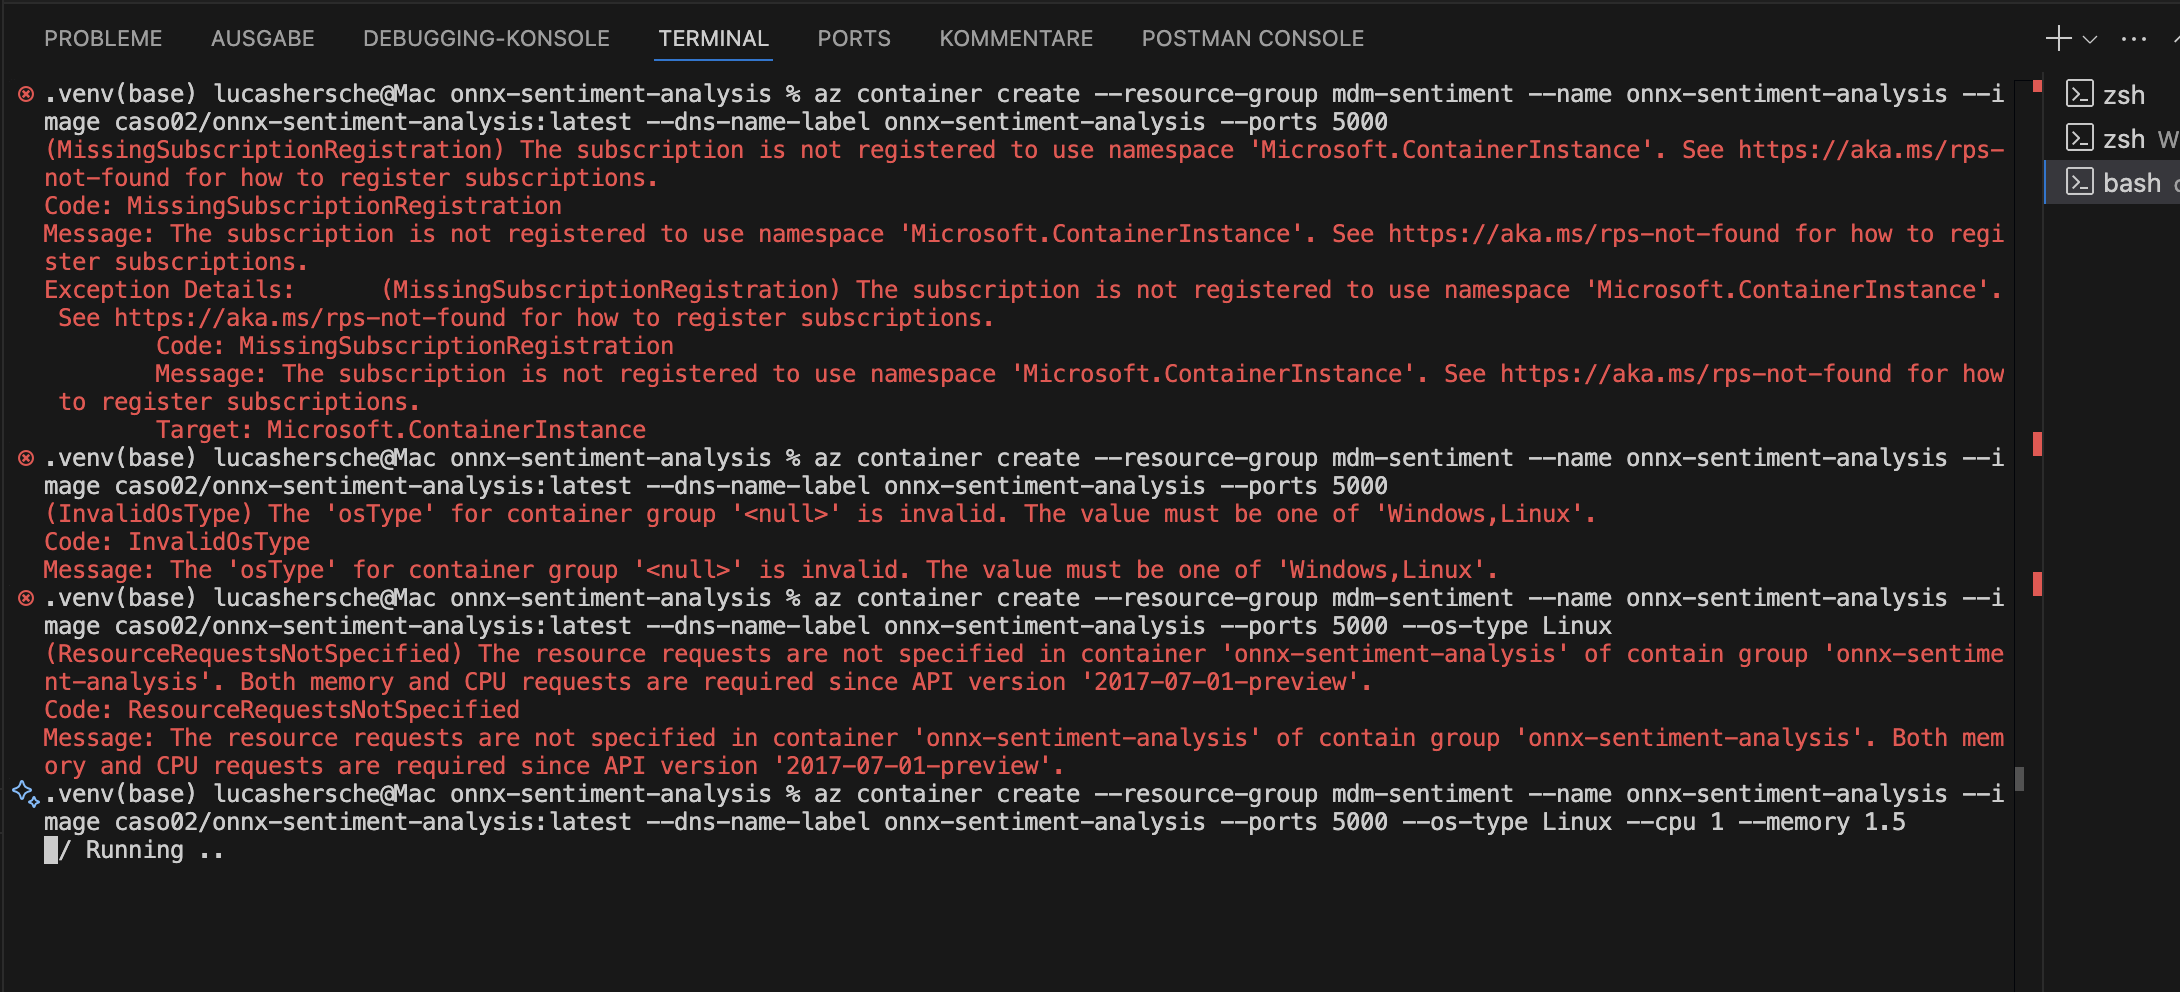 PROBLEME AUSGABE DEBUGGING-KONSOLE TERMINAL PORTS KOMMENTARE POSTMAN CONSOLE
.venv(base) lucashersche@Mac onnx-sentiment-analysis % az container create --resource-group mdm-sentiment --name onnx-sentiment-analysis --i
mage caso02/onnx-sentiment-analysis:latest --dns-name-label onnx-sentiment-analysis --ports 5000
(MissingSubscriptionRegistration) The subscription is not registered to use namespace 'Microsoft.ContainerInstance'. See https://aka.ms/rps-
not-found for how to register subscriptions.
Code: MissingSubscriptionRegistration
Message: The subscription is not registered to use namespace 'Microsoft.ContainerInstance'. See https://aka.ms/rps-not-found for how to regi
ster subscriptions.
Exception Details:      (MissingSubscriptionRegistration) The subscription is not registered to use namespace 'Microsoft.ContainerInstance'.
 See https://aka.ms/rps-not-found for how to register subscriptions.
        Code: MissingSubscriptionRegistration
        Message: The subscription is not registered to use namespace 'Microsoft.ContainerInstance'. See https://aka.ms/rps-not-found for how
 to register subscriptions.
        Target: Microsoft.ContainerInstance
.venv(base) lucashersche@Mac onnx-sentiment-analysis % az container create --resource-group mdm-sentiment --name onnx-sentiment-analysis --i
mage caso02/onnx-sentiment-analysis:latest --dns-name-label onnx-sentiment-analysis --ports 5000
(InvalidOsType) The 'osType' for container group '<null>' is invalid. The value must be one of 'Windows,Linux'.
Code: InvalidOsType
Message: The 'osType' for container group '<null>' is invalid. The value must be one of 'Windows,Linux'.
.venv(base) lucashersche@Mac onnx-sentiment-analysis % az container create --resource-group mdm-sentiment --name onnx-sentiment-analysis --i
mage caso02/onnx-sentiment-analysis:latest --dns-name-label onnx-sentiment-analysis --ports 5000 --os-type Linux
(ResourceRequestsNotSpecified) The resource requests are not specified in container 'onnx-sentiment-analysis' of contain group 'onnx-sentime
nt-analysis'. Both memory and CPU requests are required since API version '2017-07-01-preview'.
Code: ResourceRequestsNotSpecified
Message: The resource requests are not specified in container 'onnx-sentiment-analysis' of contain group 'onnx-sentiment-analysis'. Both mem
ory and CPU requests are required since API version '2017-07-01-preview'.
.venv(base) lucashersche@Mac onnx-sentiment-analysis % az container create --resource-group mdm-sentiment --name onnx-sentiment-analysis --i
mage caso02/onnx-sentiment-analysis:latest --dns-name-label onnx-sentiment-analysis --ports 5000 --os-type Linux --cpu 1 --memory 1.5
/ Running ..
zsh
zsh
bash